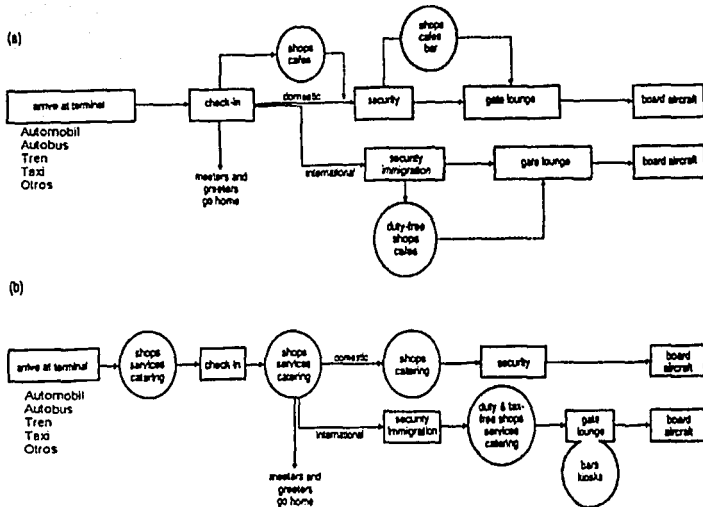 (a)
shops
cafes
shops
cafes
bar
arrive at terminal
check-in
domestic
security
gate lounge
board aircraft
Automobil
Autobus
Tren
Taxi
Otros
meeters and
greeters
go home
international
security
immigration
gate lounge
board aircraft
duty-free
shops
cafes
(b)
arrive at terminal
shops
services
catering
check in
shops
services
catering
domestic
shops
catering
security
board
aircraft
Automobil
Autobus
Tren
Taxi
Otros
international
security
immigration
duty & tax-
free shops
services
catering
gate
lounge
board
aircraft
bars
kiosks
meeters and
greeters
go home